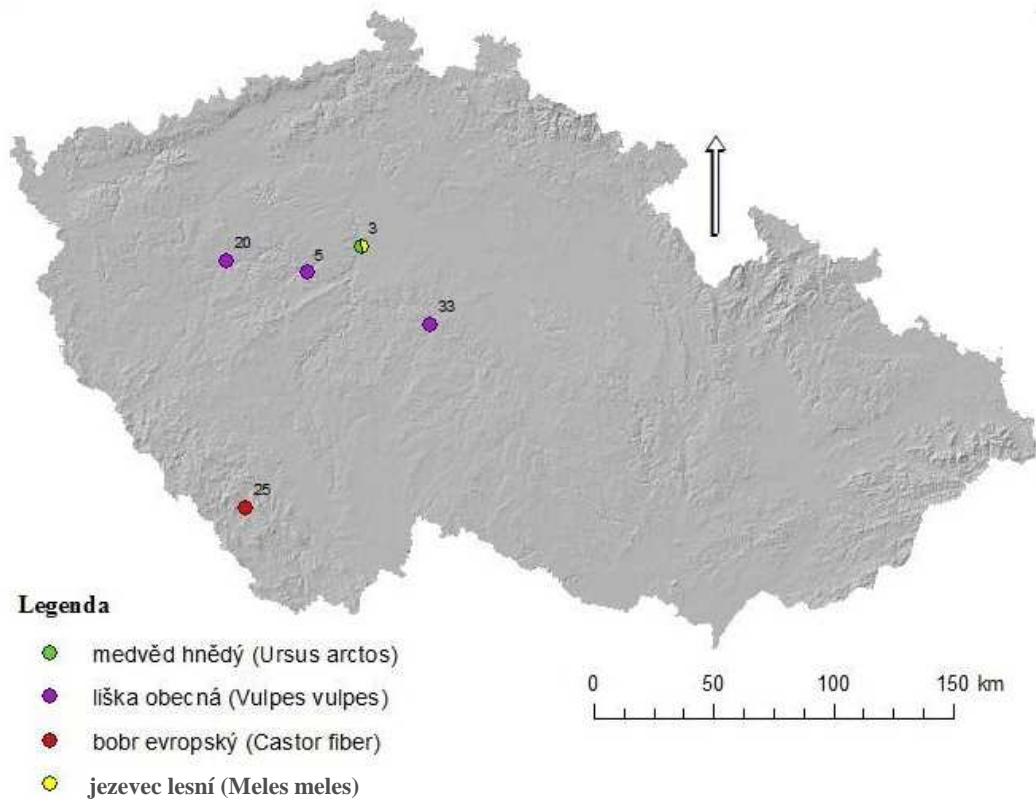 3
20
5
33
25
Legenda
medvěd hnědý (Ursus arctos)
liška obecná (Vulpes vulpes)
bobr evropský (Castor fiber)
jezevec lesní (Meles meles)
0 50 100 150 km